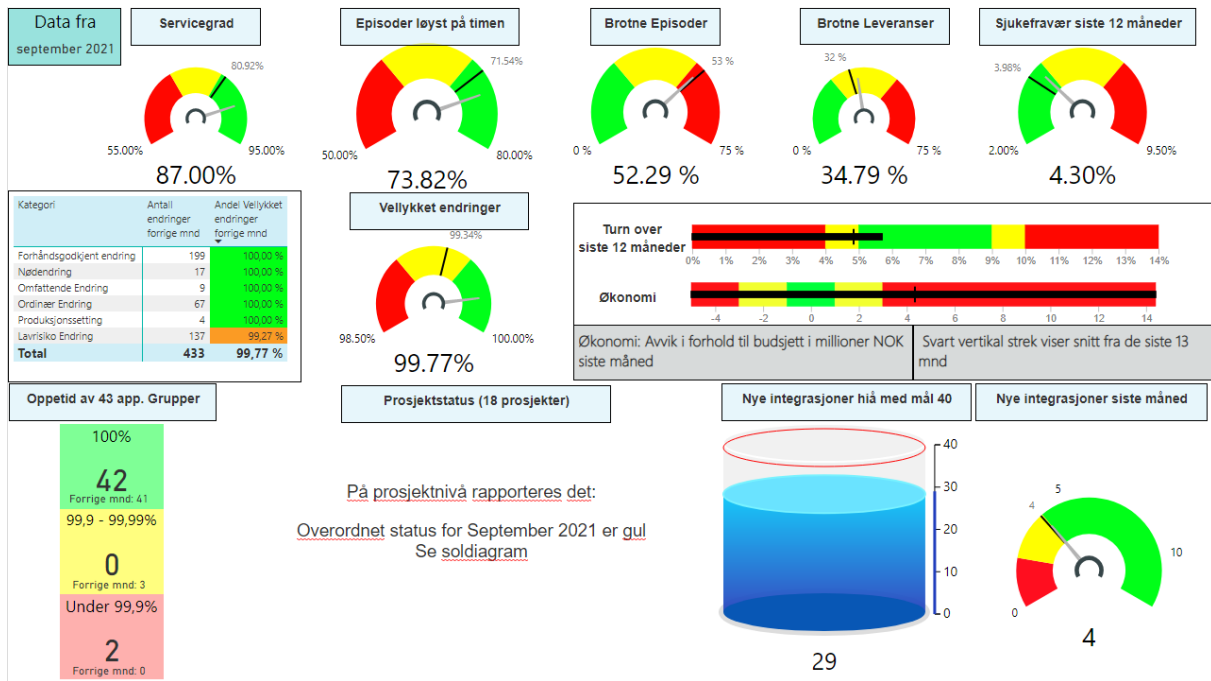 Data fra
september 2021
Servicegrad
80.92%
55.00%
95.00%
87.00%
Episoder løyst på timen
71.54%
50.00%
80.00%
73.82%
Brotne Episoder
53 %
0 %
75 %
52.29 %
Brotne Leveranser
32 %
0 %
75 %
34.79 %
Sjukefravær siste 12 måneder
3.98%
2.00%
9.50%
4.30%
Kategori Antall endringer forrige mnd Andel Vellykket endringer forrige mnd
Forhåndsgodkjent endring 199 100,00 %
Nødendring 17 100,00 %
Omfattende Endring 9 100,00 %
Ordinær Endring 67 100,00 %
Produksjonssetting 4 100,00 %
Lavrisiko Endring 137 99,27 %
Total 433 99,77 %
Vellykket endringer
99.34%
98.50%
100.00%
99.77%
Turn over
siste 12 måneder
0% 1% 2% 3% 4% 5% 6% 7% 8% 9% 10% 11% 12% 13% 14%
Økonomi
-4 -2 0 2 4 6 8 10 12 14
Økonomi: Avvik i forhold til budsjett i millioner NOK
siste måned
Svart vertikal strek viser snitt fra de siste 13
mnd
Oppetid av 43 app. Grupper
100%
42
Forrige mnd: 41
99,9 - 99,99%
0
Forrige mnd: 3
Under 99,9%
2
Forrige mnd: 0
Prosjektstatus (18 prosjekter)
På prosjektnivå rapporteres det:
Overordnet status for September 2021 er gul
Se soldiagram
Nye integrasjoner hiå med mål 40
40
30
20
10
0
29
Nye integrasjoner siste måned
5
4
10
0
4